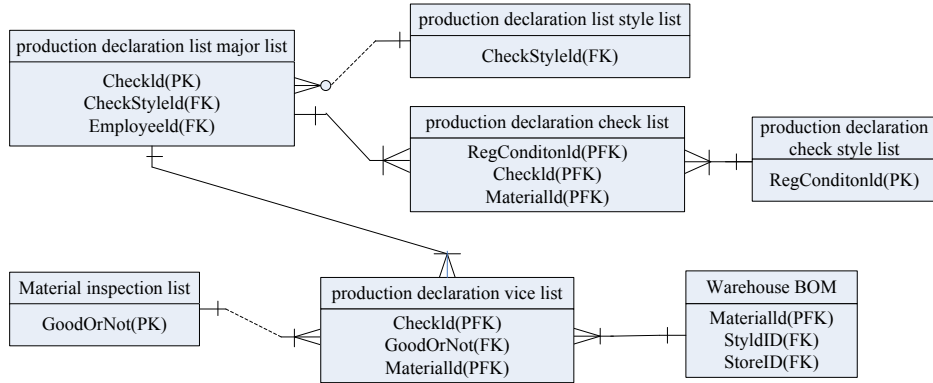 production declaration list major list
CheckId(PK)
CheckStyleId(FK)
EmployeeId(FK)
production declaration list style list
CheckStyleId(FK)
production declaration check list
RegConditonId(PFK)
CheckId(PFK)
MaterialId(PFK)
production declaration
check style list
RegConditonId(PK)
Material inspection list
GoodOrNot(PK)
production declaration vice list
CheckId(PFK)
GoodOrNot(FK)
MaterialId(PFK)
Warehouse BOM
MaterialId(PFK)
StyldID(FK)
StoreID(FK)